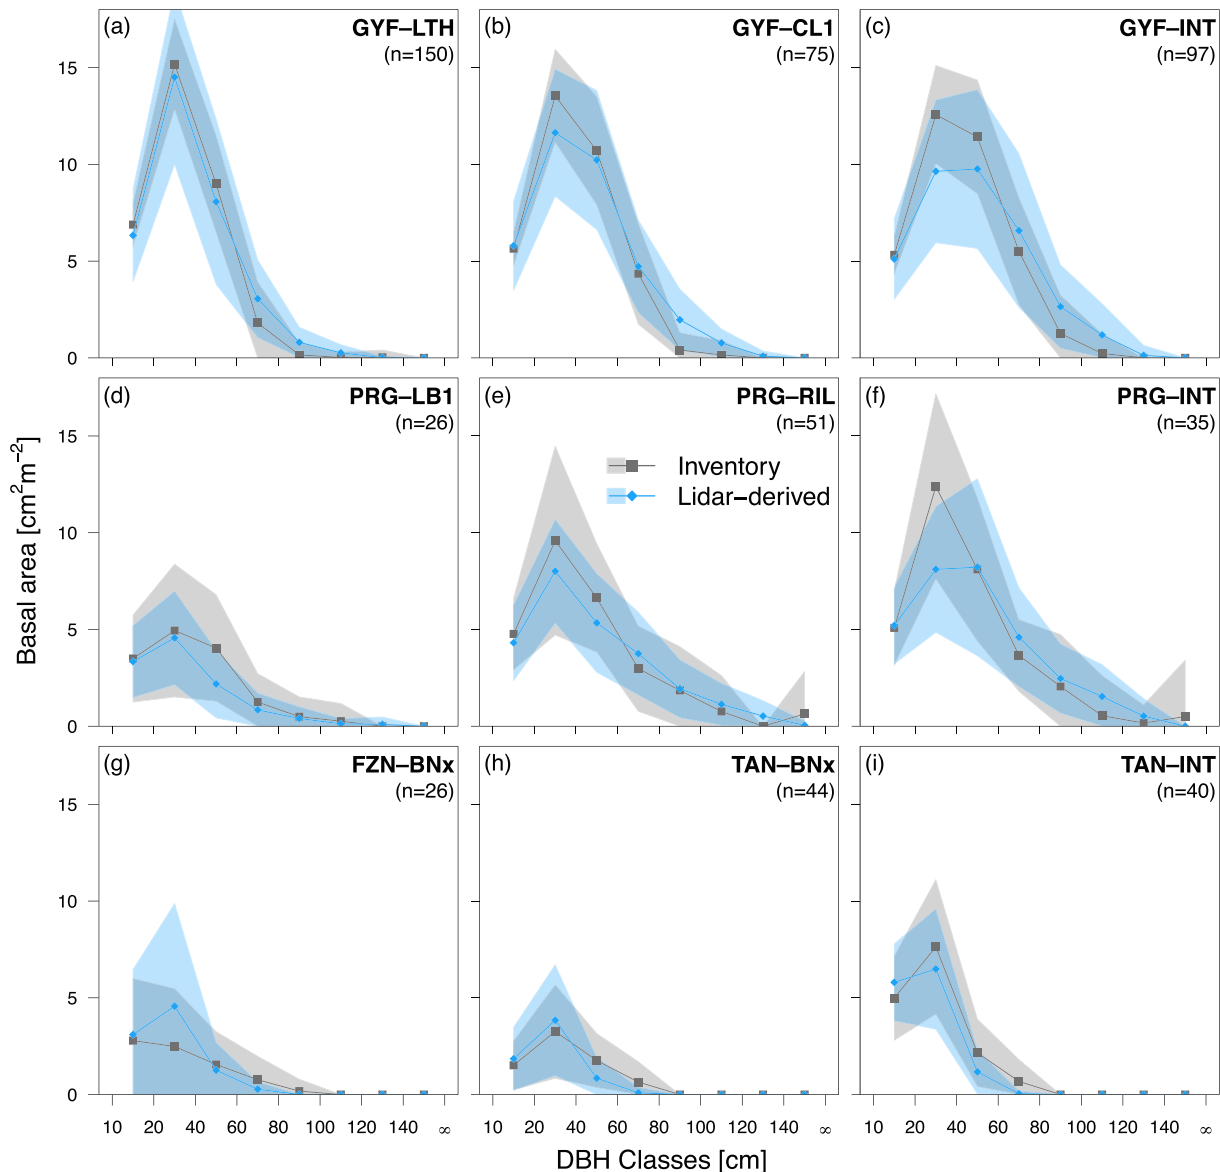 (a) GYF–LTH
(n=150)
(b) GYF–CL1
(n=75)
(c) GYF–INT
(n=97)
15
10
5
0
(d) PRG–LB1
(n=26)
(e) PRG–RIL
(n=51)
(f) PRG–INT
(n=35)
Inventory
Lidar–derived
15
10
5
0
Basal area [cm²m⁻²]
(g) FZN–BNx
(n=26)
(h) TAN–BNx
(n=44)
(i) TAN–INT
(n=40)
15
10
5
0
10 20 40 60 80 100 140 ∞
10 20 40 60 80 100 140 ∞
10 20 40 60 80 100 140 ∞
DBH Classes [cm]